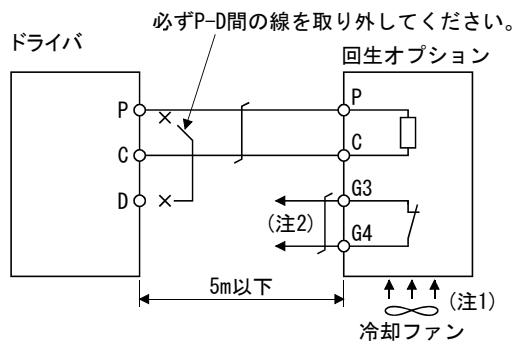 必ずP-D間の線を取り外してください。
ドライバ
回生オプション
P
P
C
C
D
G3
(注2)
G4
5m以下
(注1)
冷却ファン